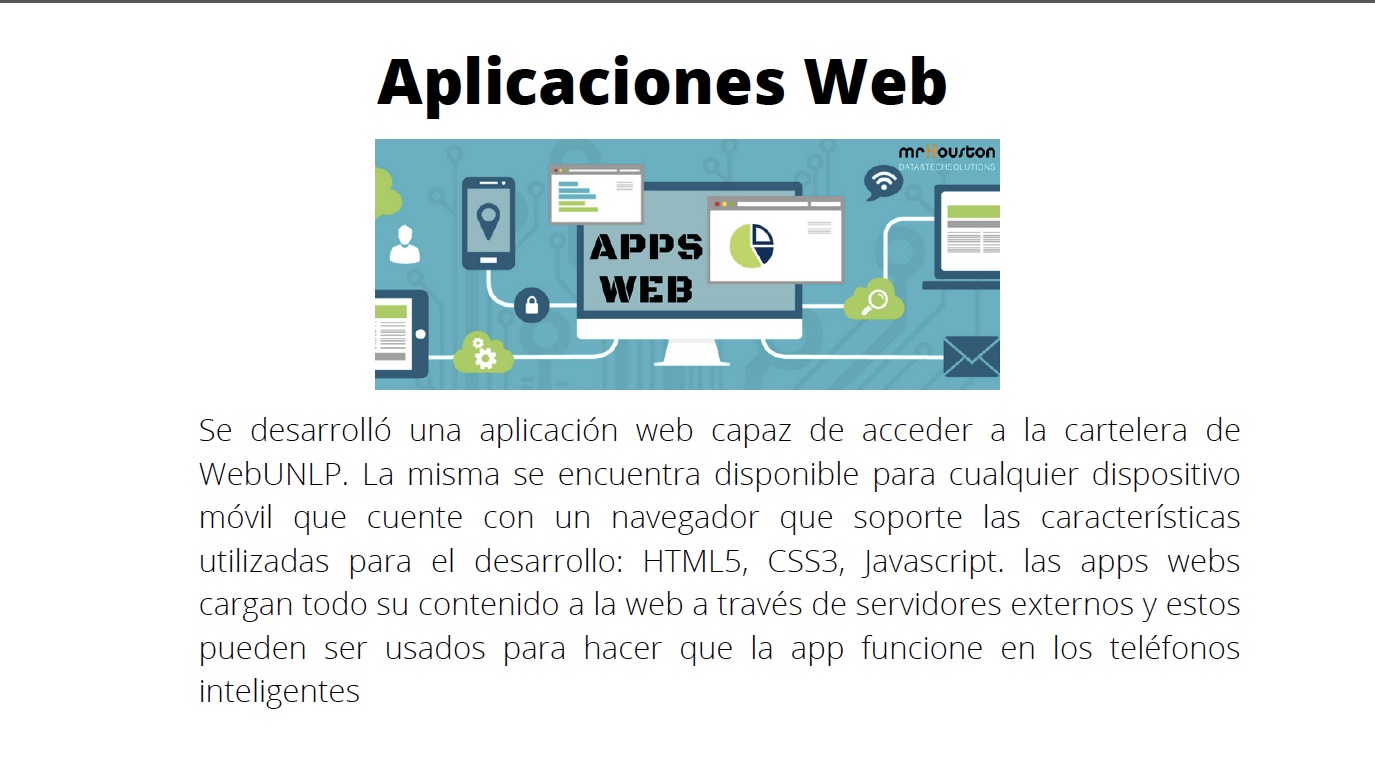 Aplicaciones Web
mrHouston
DATA&TECHSOLUTIONS
APPS
WEB
Se desarrolló una aplicación web capaz de acceder a la cartelera de
WebUNLP. La misma se encuentra disponible para cualquier dispositivo
móvil que cuente con un navegador que soporte las características
utilizadas para el desarrollo: HTML5, CSS3, Javascript. las apps webs
cargan todo su contenido a la web a través de servidores externos y estos
pueden ser usados para hacer que la app funcione en los teléfonos
inteligentes